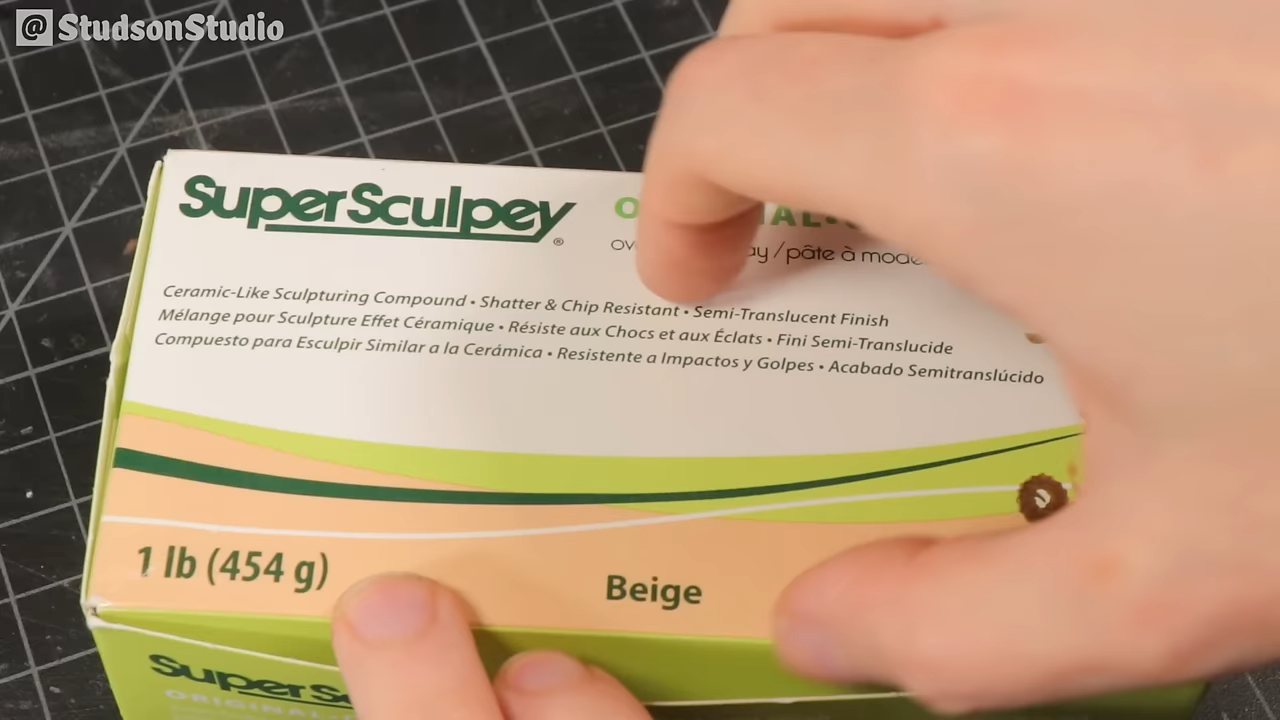 @StudsonStudio
SuperSculpey®
pâte à
Ceramic-Like Sculpturing Compound • Shatter & Chip Resistant • Semi-Translucent Finish
Mélange pour Sculpture Effet Céramique • Résiste aux Chocs et aux Éclats • Fini Semi-Translucide
Compuesto para Esculpir Similar a la Cerámica • Resistente a Impactos y Golpes • Acabado Semitranslúcido
1 lb (454 g)
Beige
Super
ORIGINAL